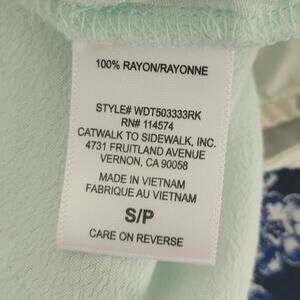 100% RAYON/RAYONNE
STYLE# WDT503333RK
RN# 114574
CATWALK TO SIDEWALK, INC.
4731 FRUITLAND AVENUE
VERNON, CA 90058
MADE IN VIETNAM
FABRIQUE AU VIETNAM
S/P
CARE ON REVERSE